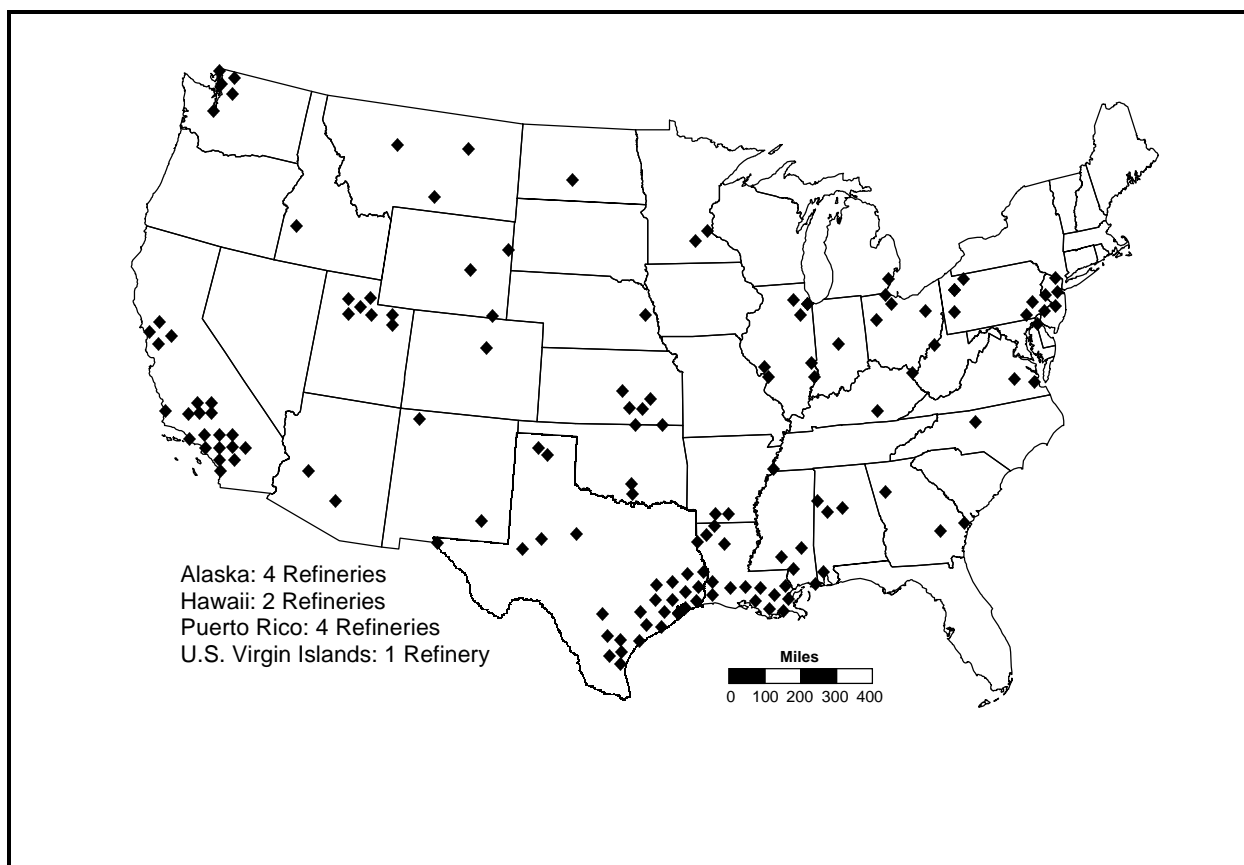 Alaska: 4 Refineries
Hawaii: 2 Refineries
Puerto Rico: 4 Refineries
U.S. Virgin Islands: 1 Refinery
Miles
0 100 200 300 400